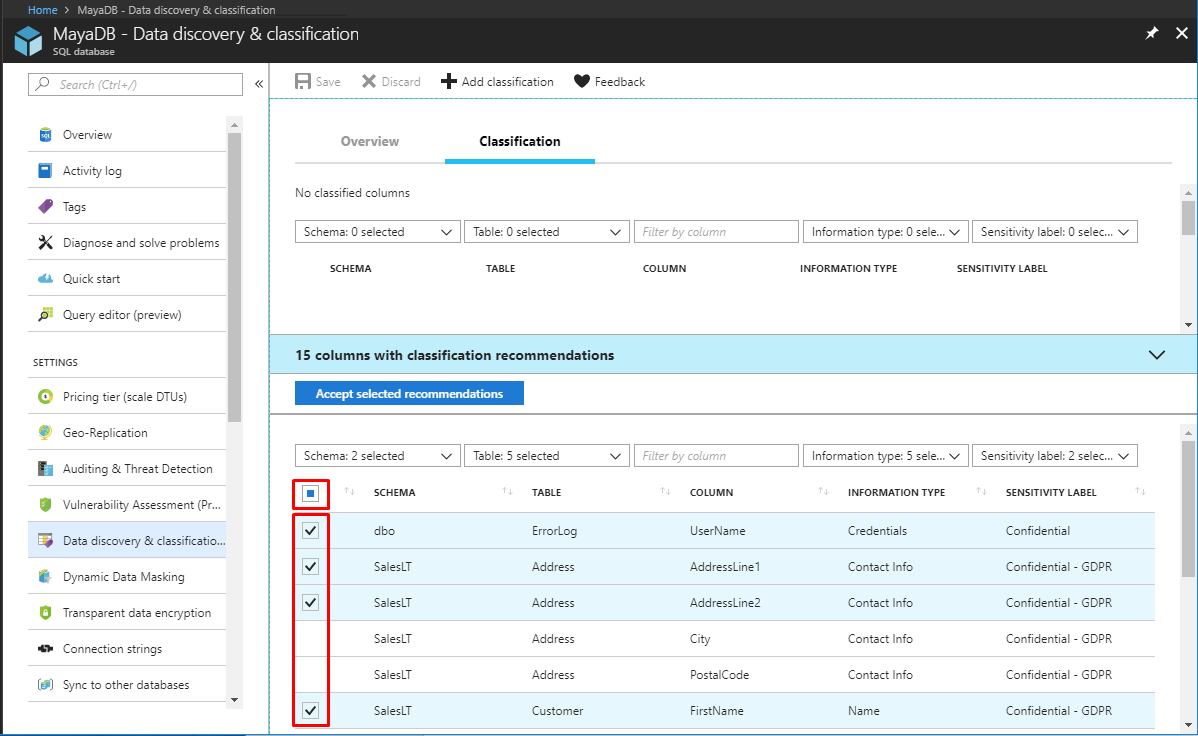 Home > MayaDB - Data discovery & classification
MayaDB - Data discovery & classification
SQL database
Search (Ctrl+/)
«
Overview
Activity log
Tags
Diagnose and solve problems
Quick start
Query editor (preview)
SETTINGS
Pricing tier (scale DTUs)
Geo-Replication
Auditing & Threat Detection
Vulnerability Assessment (Pr...
Data discovery & classificatio...
Dynamic Data Masking
Transparent data encryption
Connection strings
Sync to other databases
Save Discard Add classification Feedback
Overview Classification
No classified columns
Schema: 0 selected Table: 0 selected Filter by column Information type: 0 sele... Sensitivity label: 0 selec...
SCHEMA TABLE COLUMN INFORMATION TYPE SENSITIVITY LABEL
15 columns with classification recommendations
Accept selected recommendations
Schema: 2 selected Table: 5 selected Filter by column Information type: 5 sele... Sensitivity label: 2 selec...
SCHEMA TABLE COLUMN INFORMATION TYPE SENSITIVITY LABEL
dbo ErrorLog UserName Credentials Confidential
SalesLT Address AddressLine1 Contact Info Confidential - GDPR
SalesLT Address AddressLine2 Contact Info Confidential - GDPR
SalesLT Address City Contact Info Confidential - GDPR
SalesLT Address PostalCode Contact Info Confidential - GDPR
SalesLT Customer FirstName Name Confidential - GDPR